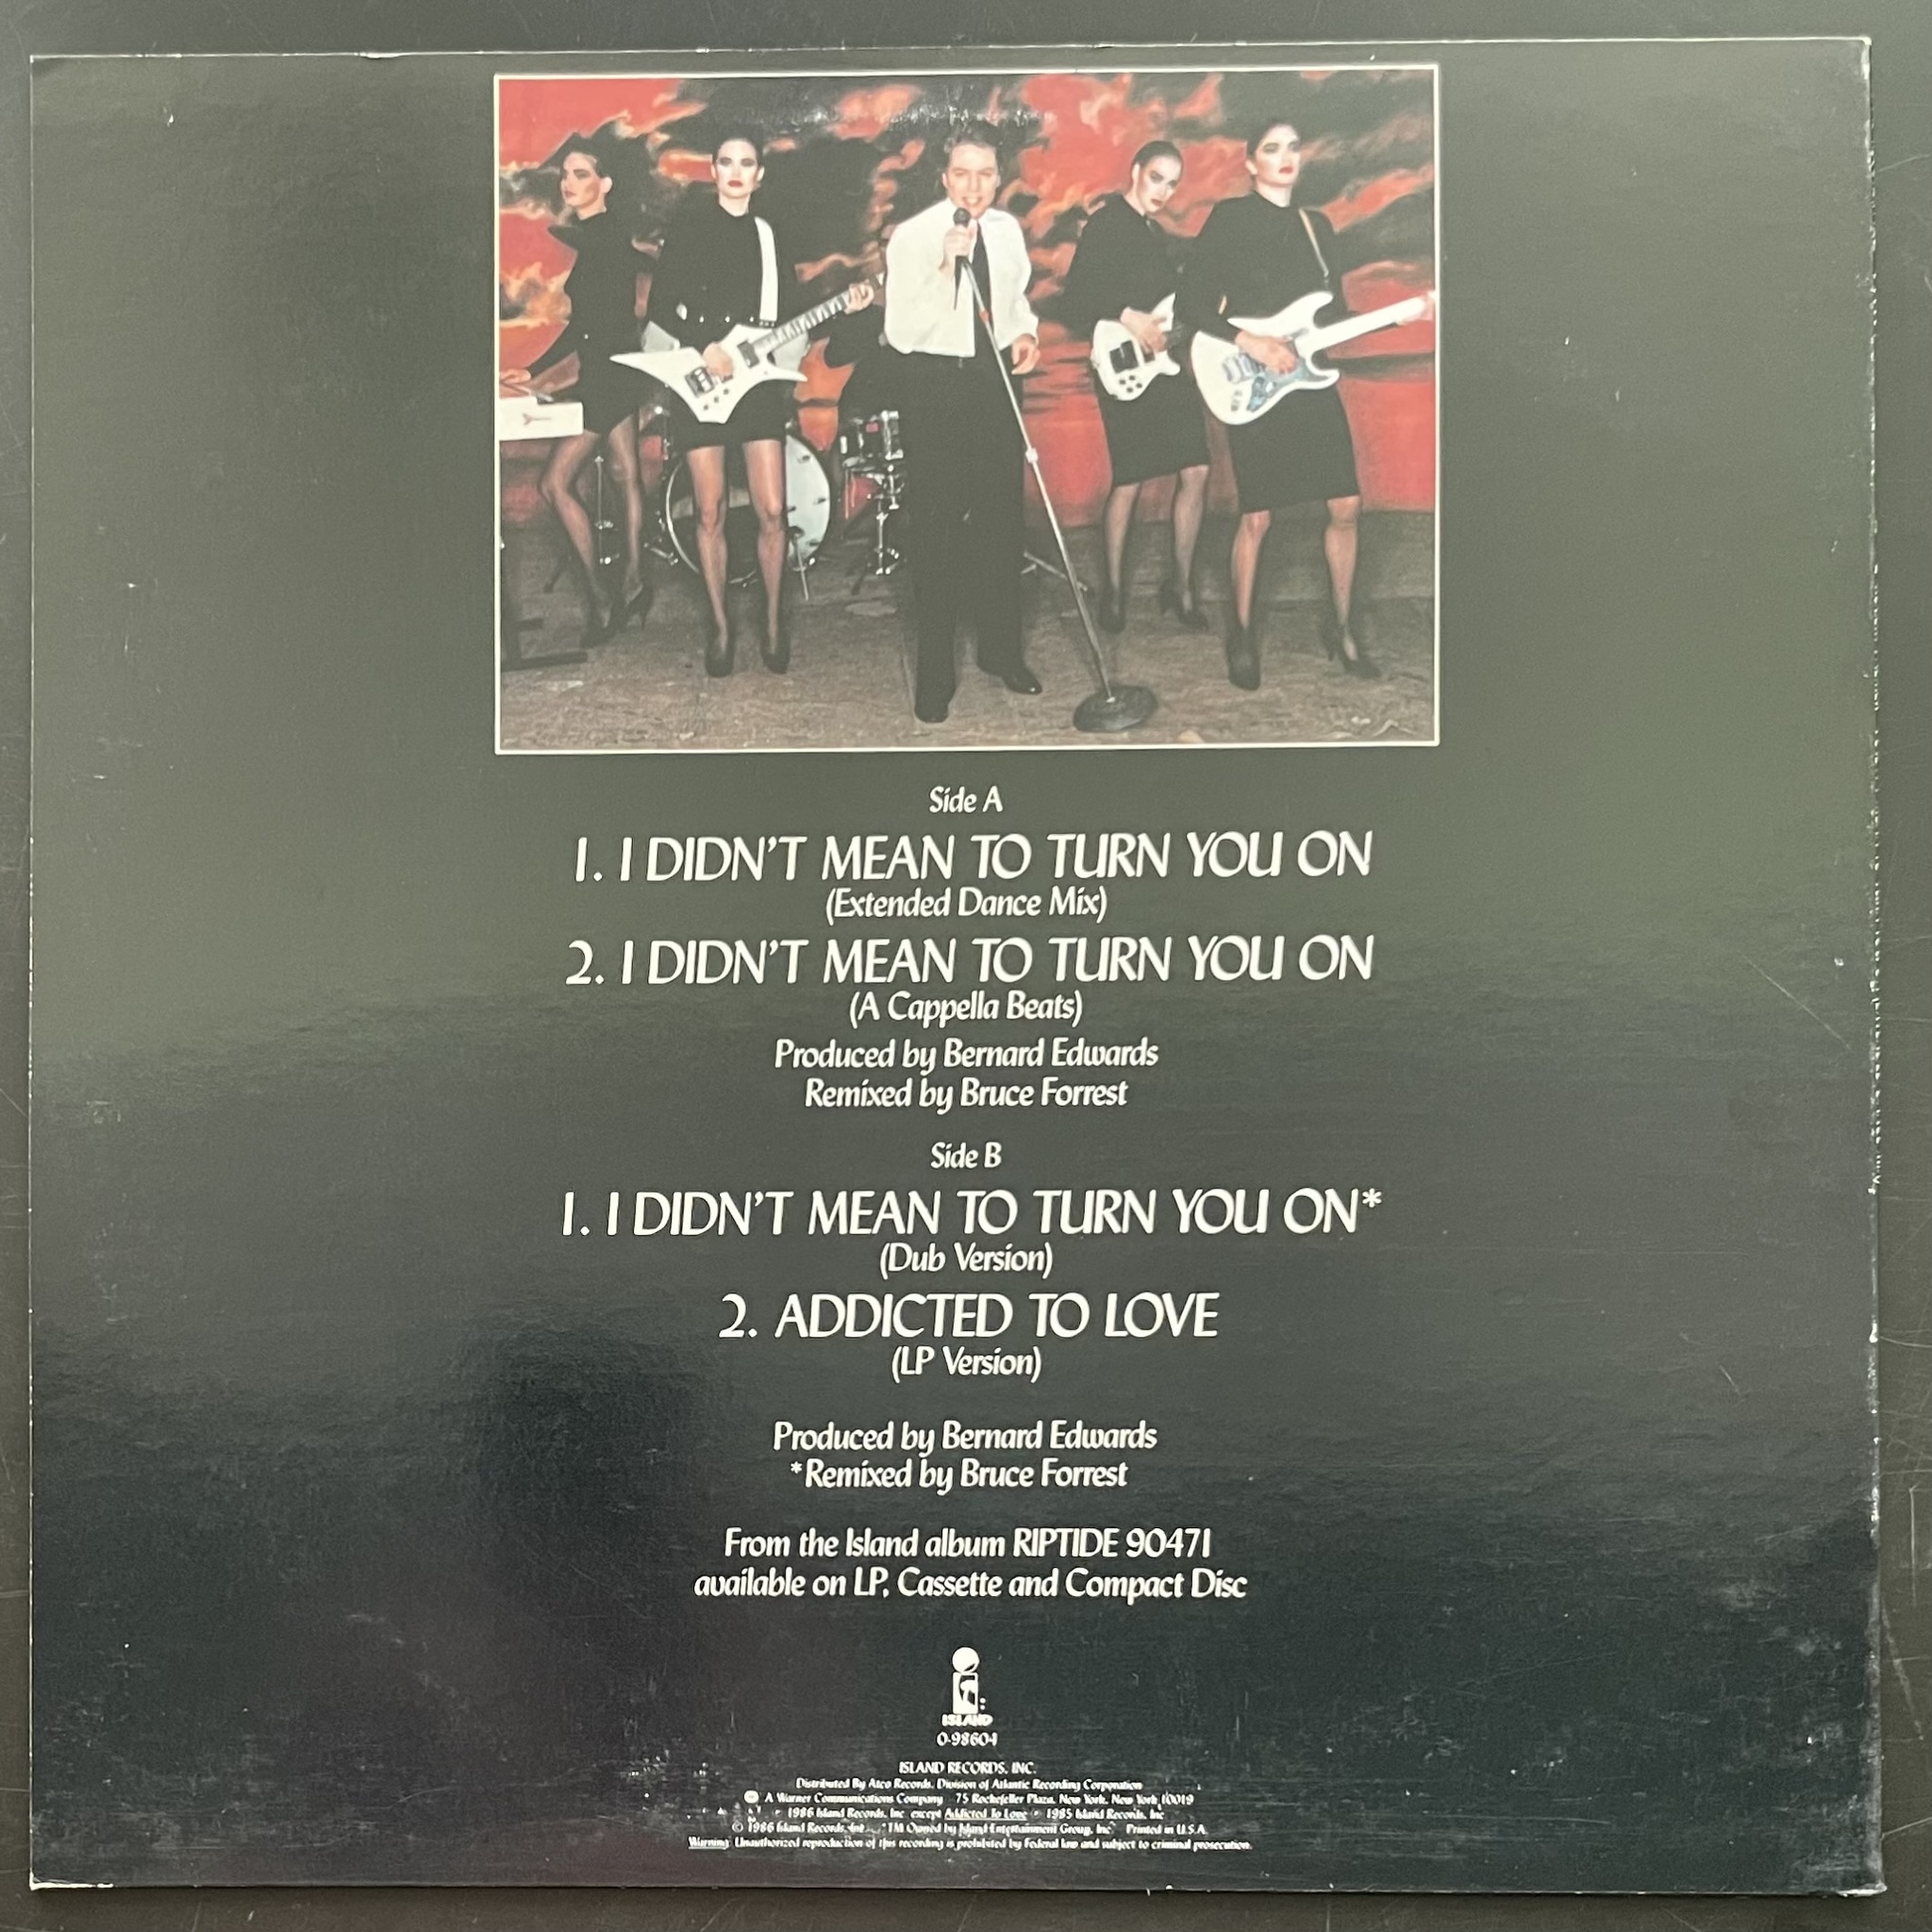 Side A
1. I DIDN'T MEAN TO TURN YOU ON
(Extended Dance Mix)
2. I DIDN'T MEAN TO TURN YOU ON
(A Cappella Beats)
Produced by Bernard Edwards
Remixed by Bruce Forrest
Side B
1. I DIDN'T MEAN TO TURN YOU ON*
(Dub Version)
2. ADDICTED TO LOVE
(LP Version)
Produced by Bernard Edwards
*Remixed by Bruce Forrest
From the Island album RIPTIDE 90471
available on LP, Cassette and Compact Disc
ISLAND
0-98604
ISLAND RECORDS, INC.
Distributed By Atco Records, Division of Atlantic Recording Corporation
A Warner Communications Company 75 Rockefeller Plaza, New York, New York 10019
℗ 1986 Island Records, Inc. except Addicted To Love ℗ 1985 Island Records, Inc.
© 1986 Island Records, Inc. *TM Owned by Entertainment Group, Inc. Printed in U.S.A.
Warning: Unauthorized reproduction of this recording is prohibited by Federal law and subject to criminal prosecution.